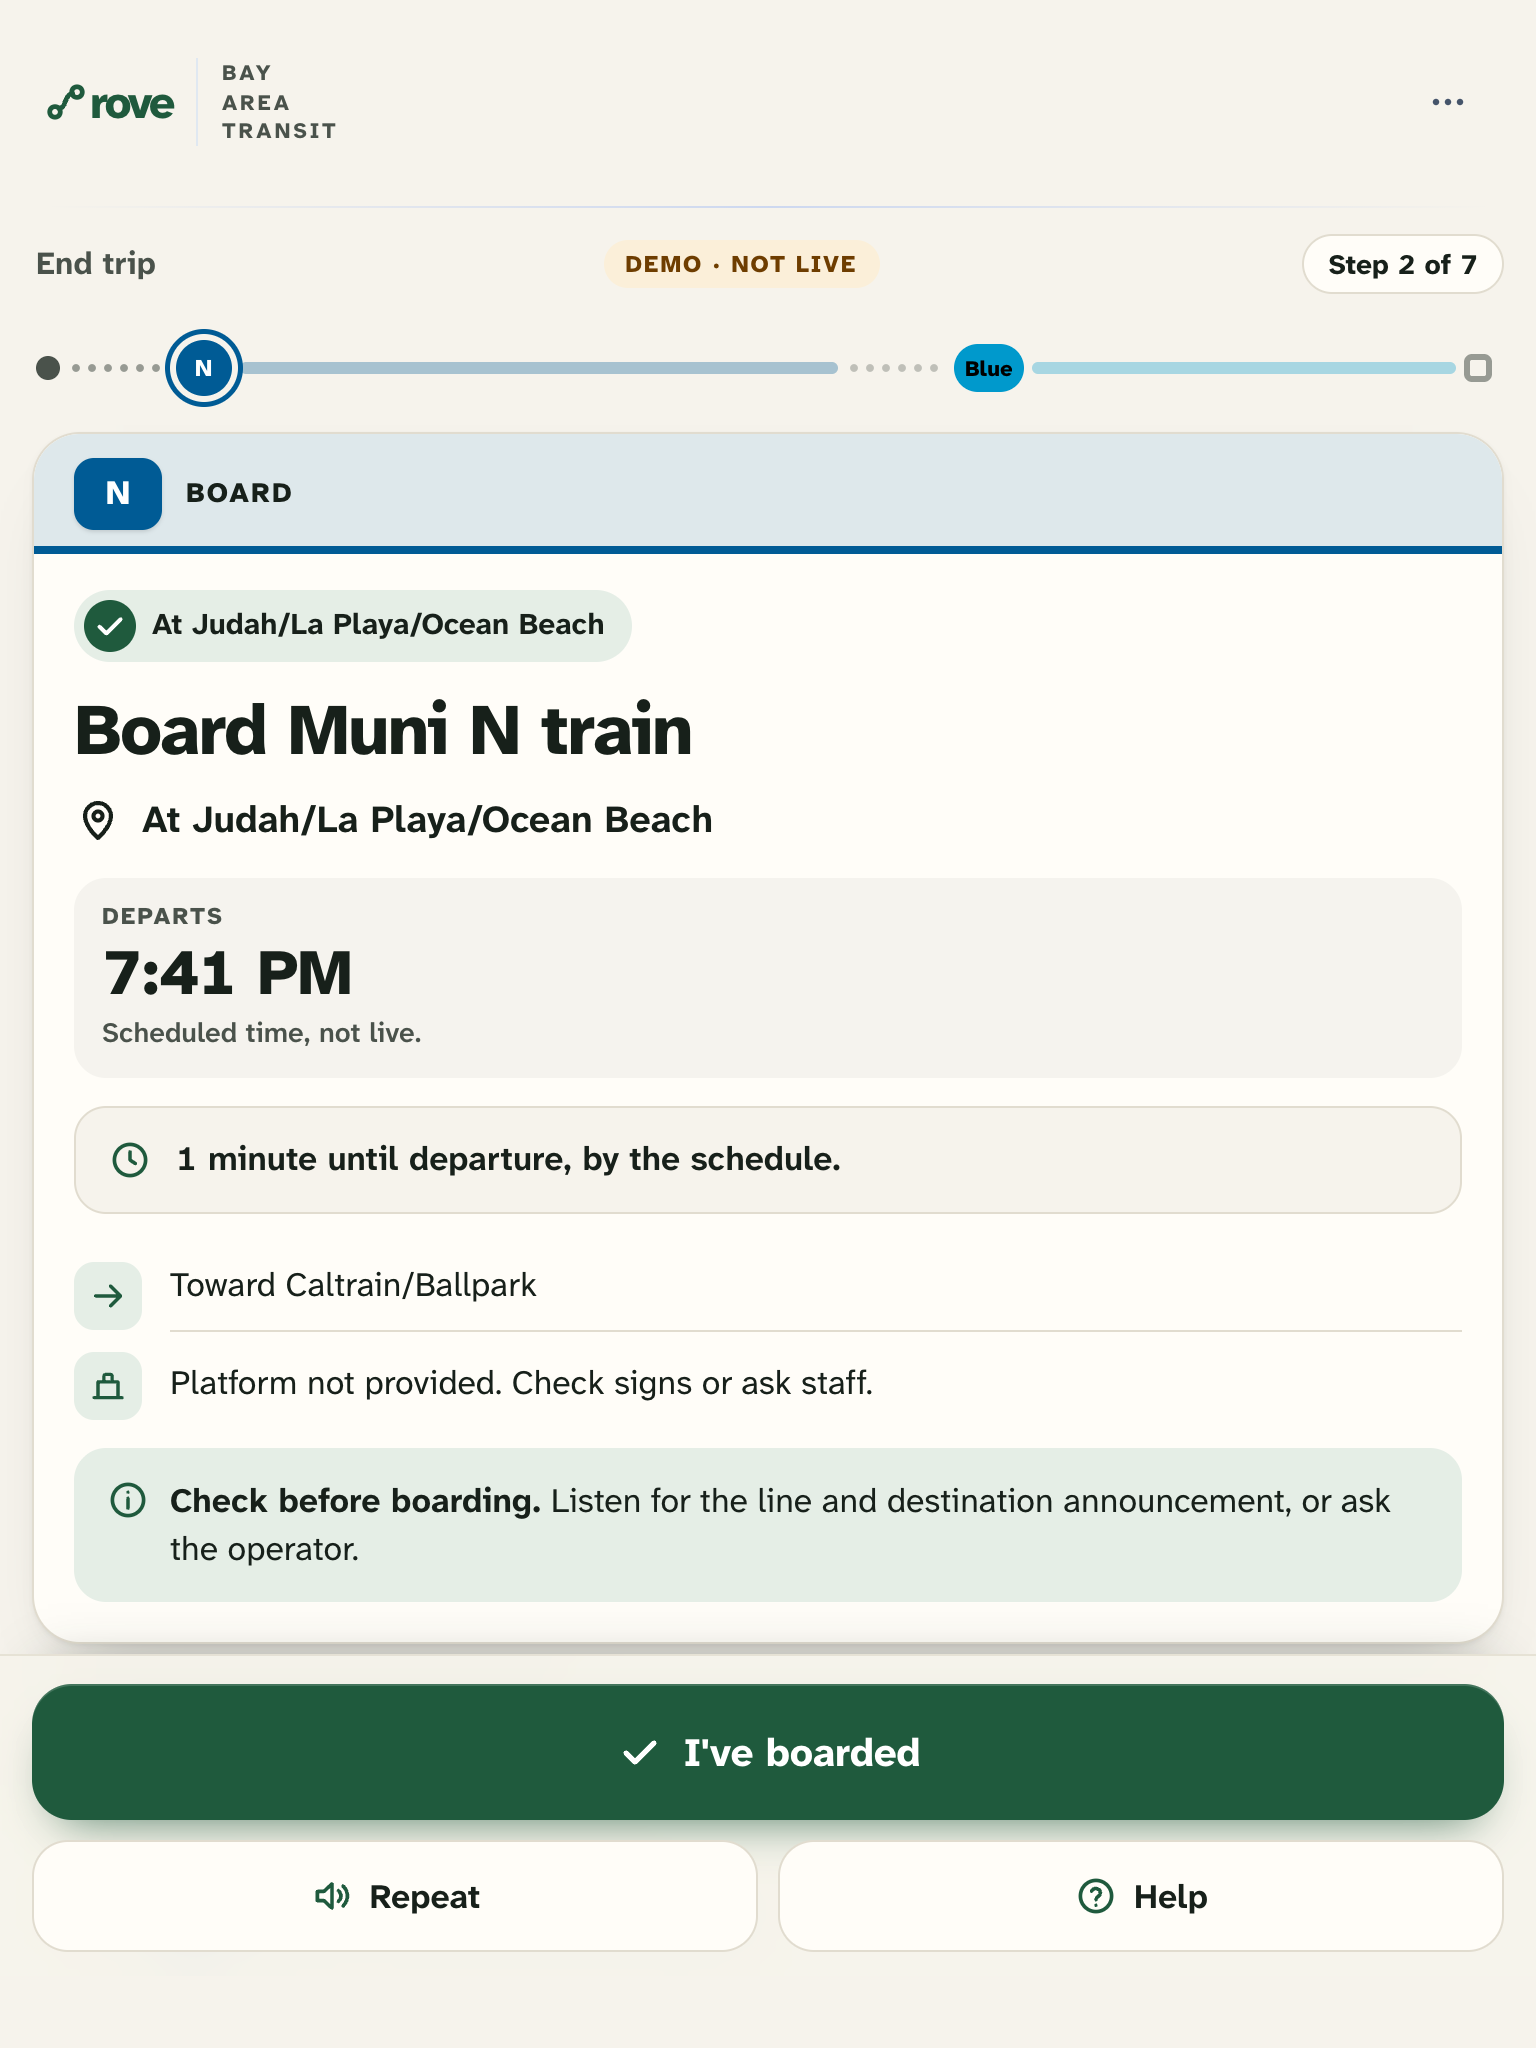 rove
BAY
AREA
TRANSIT
End trip
DEMO · NOT LIVE
Step 2 of 7
N
Blue
N
BOARD
At Judah/La Playa/Ocean Beach
Board Muni N train
At Judah/La Playa/Ocean Beach
DEPARTS
7:41 PM
Scheduled time, not live.
1 minute until departure, by the schedule.
Toward Caltrain/Ballpark
Platform not provided. Check signs or ask staff.
Check before boarding. Listen for the line and destination announcement, or ask
the operator.
I've boarded
Repeat
Help